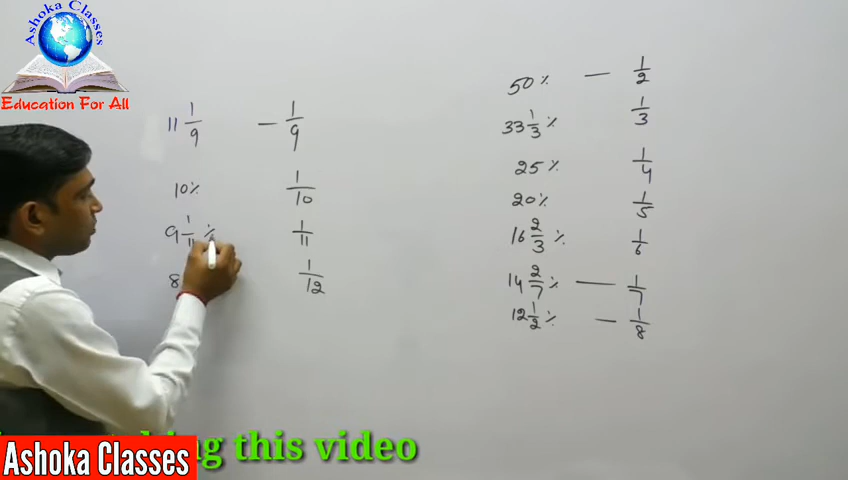 Ashoka Classes
Education For All
11 1/9 — 1/9
10% 1/10
9 1/11 % 1/11
8 1/12
50% — 1/2
33 1/3 % 1/3
25% 1/4
20% 1/5
16 2/3 % 1/6
14 2/7 % — 1/7
12 1/2 % — 1/8
this video
Ashoka Classes